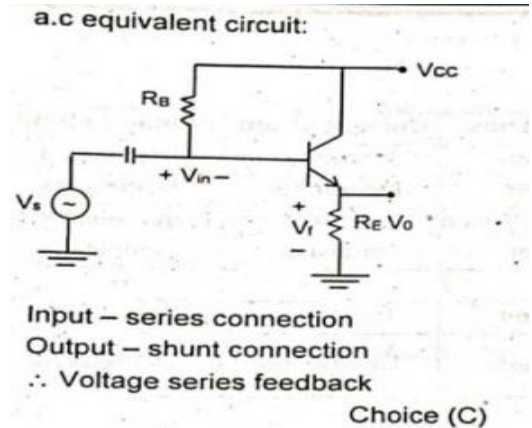 a.c equivalent circuit:
Vcc
RB
+ Vin –
Vs
~
+
Vf
–
RE Vo
Input – series connection
Output – shunt connection
∴ Voltage series feedback
Choice (C)